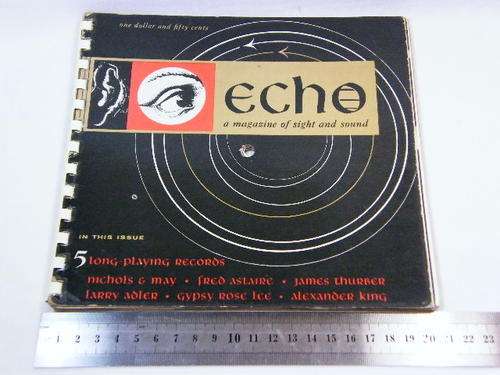 one dollar and fifty cents
echo
a magazine of sight and sound
IN THIS ISSUE
5 long-playing records
nichols & may • fred astaire • james thurber
larry adler • gypsy rose lee • alexander king
1 2 3 4 5 6 7 8 9 10 11 12 13 14 15 16 17 18 19 20 21 22 23